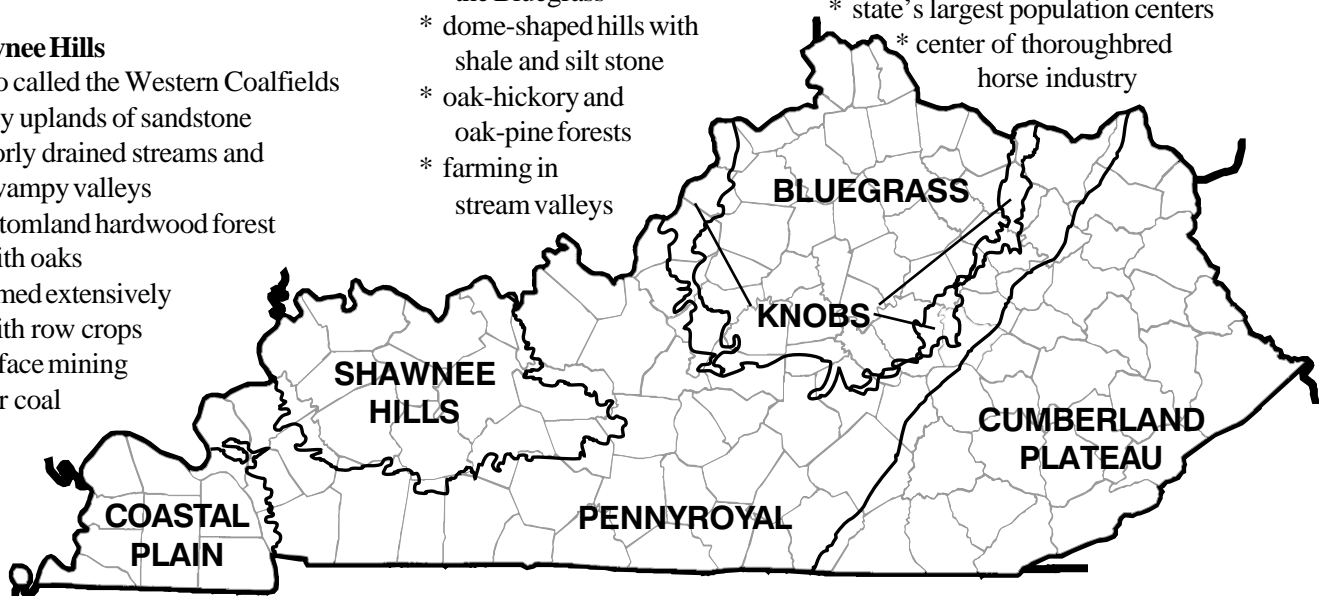 wnee Hills
o called the Western Coalfields
y uplands of sandstone
orly drained streams and
vampy valleys
tomland hardwood forest
ith oaks
med extensively
ith row crops
face mining
r coal
the Bluegrass
* dome-shaped hills with
shale and silt stone
* oak-hickory and
oak-pine forests
* farming in
stream valleys
* state's largest population centers
* center of thoroughbred
horse industry
BLUEGRASS
KNOBS
SHAWNEE
HILLS
CUMBERLAND
PLATEAU
PENNYROYAL
COASTAL
PLAIN